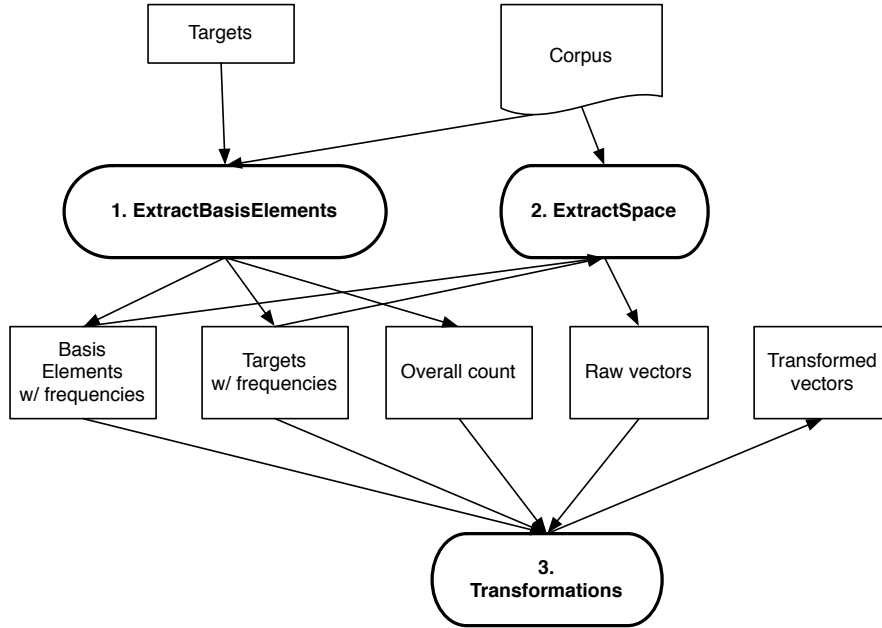 Targets
Corpus
1. ExtractBasisElements
2. ExtractSpace
Basis
Elements
w/ frequencies
Targets
w/ frequencies
Overall count
Raw vectors
Transformed
vectors
3.
Transformations